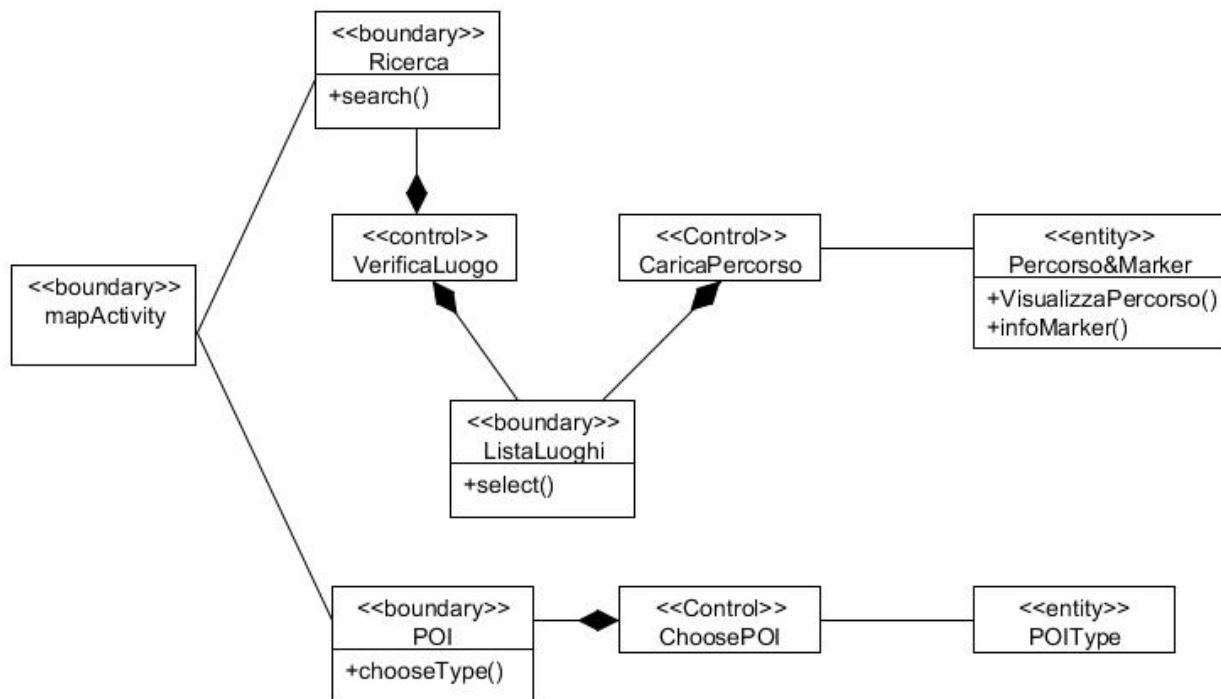 <<boundary>>
Ricerca
+search()
<<control>>
VerificaLuogo
<<Control>>
CaricaPercorso
<<entity>>
Percorso&Marker
+VisualizzaPercorso()
+infoMarker()
<<boundary>>
mapActivity
<<boundary>>
ListaLuoghi
+select()
<<boundary>>
POI
+chooseType()
<<Control>>
ChoosePOI
<<entity>>
POIType